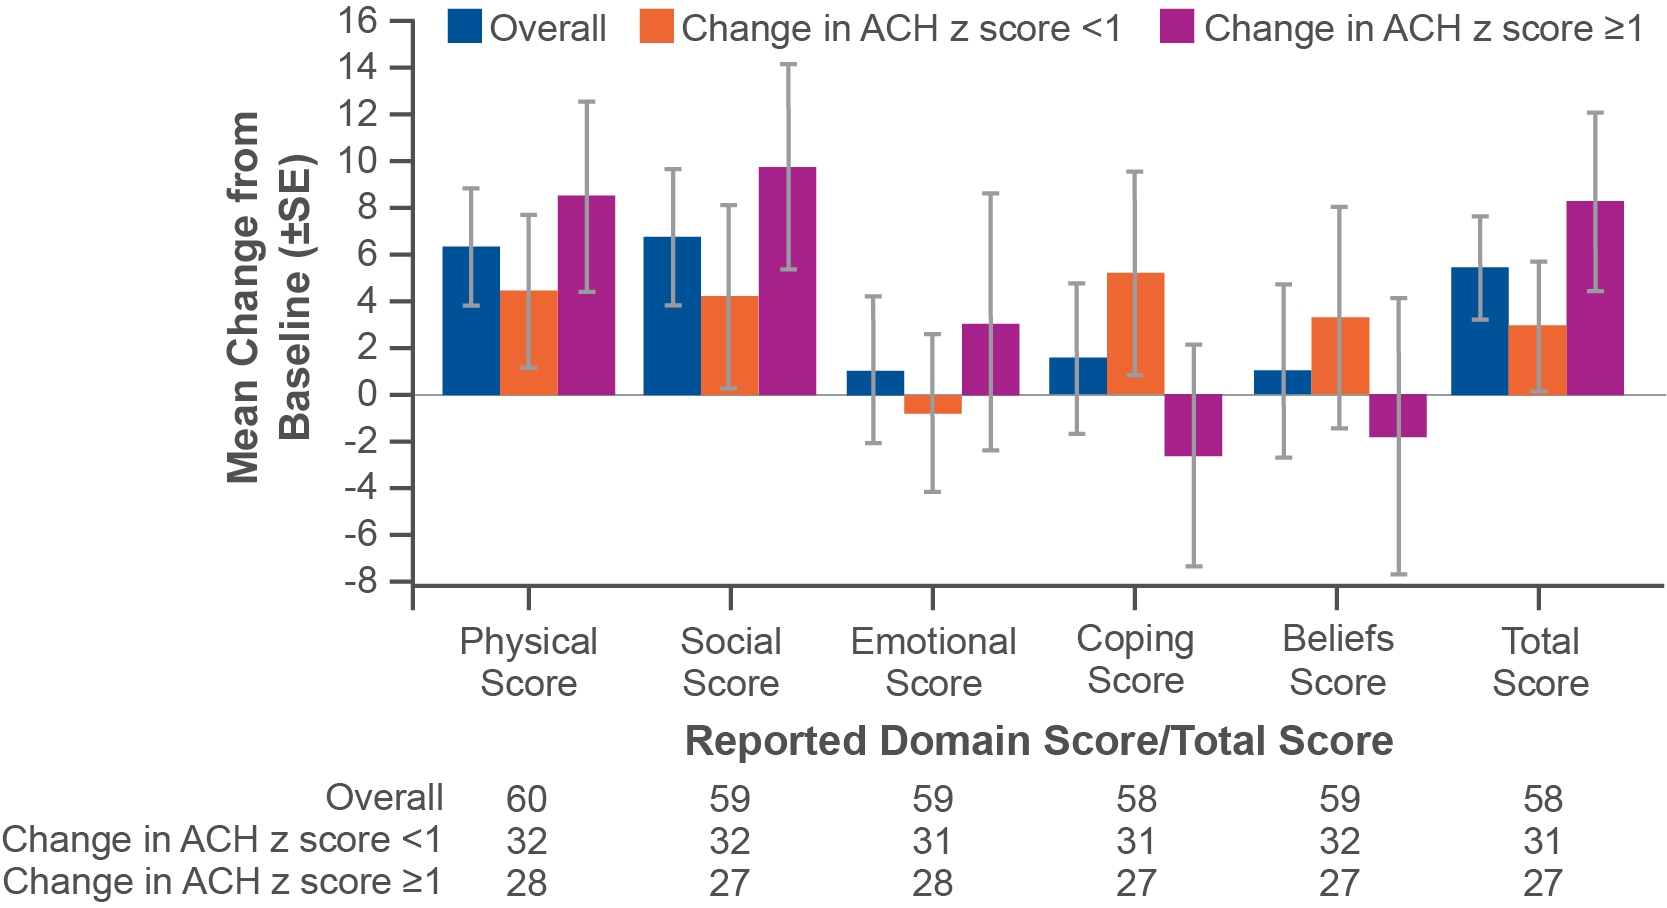 Overall
Change in ACH z score <1
Change in ACH z score ≥1
Mean Change from
Baseline (±SE)
16
14
12
10
8
6
4
2
0
-2
-4
-6
-8
Physical
Score
Social
Score
Emotional
Score
Coping
Score
Beliefs
Score
Total
Score
Reported Domain Score/Total Score
Overall 60 59 59 58 59 58
Change in ACH z score <1 32 32 31 31 32 31
Change in ACH z score ≥1 28 27 28 27 27 27